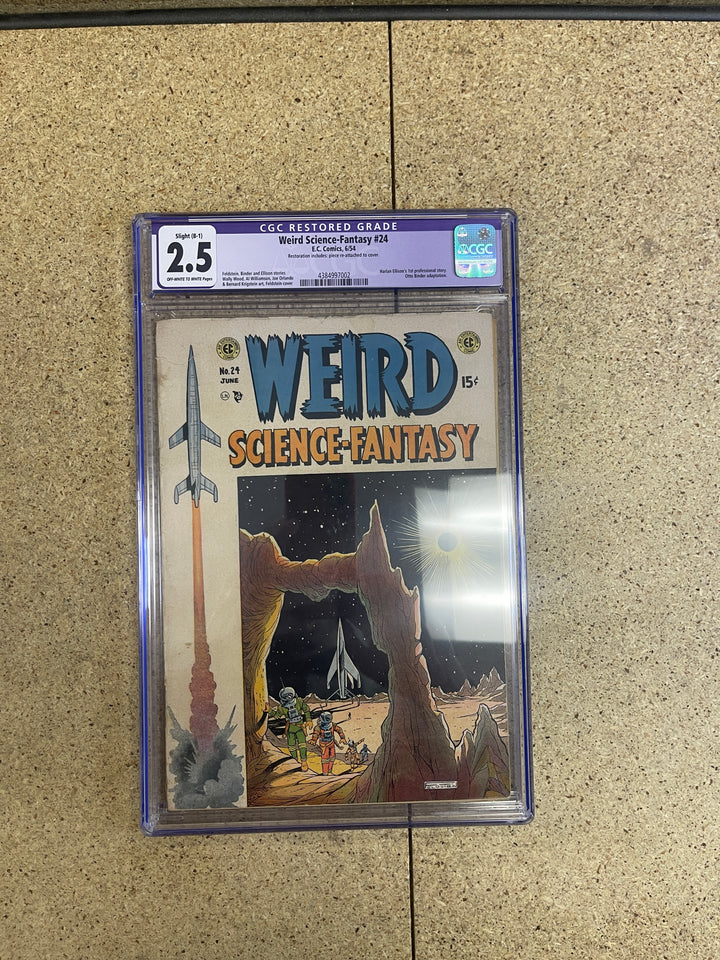 CGC RESTORED GRADE
Slight (B-1)
2.5
OFF-WHITE TO WHITE Pages
Weird Science-Fantasy #24
E.C. Comics, 6/54
Restoration includes: piece re-attached to cover.
Feldstein, Binder and Ellison stories
Wally Wood, Al Williamson, Joe Orlando
& Bernard Krigstein art, Feldstein cover
4384997002
Harlan Ellison's 1st professional story.
Otto Binder adaptation.
CGC
EC
No. 24
JUNE
WEIRD
EC
15¢
SCIENCE-FANTASY